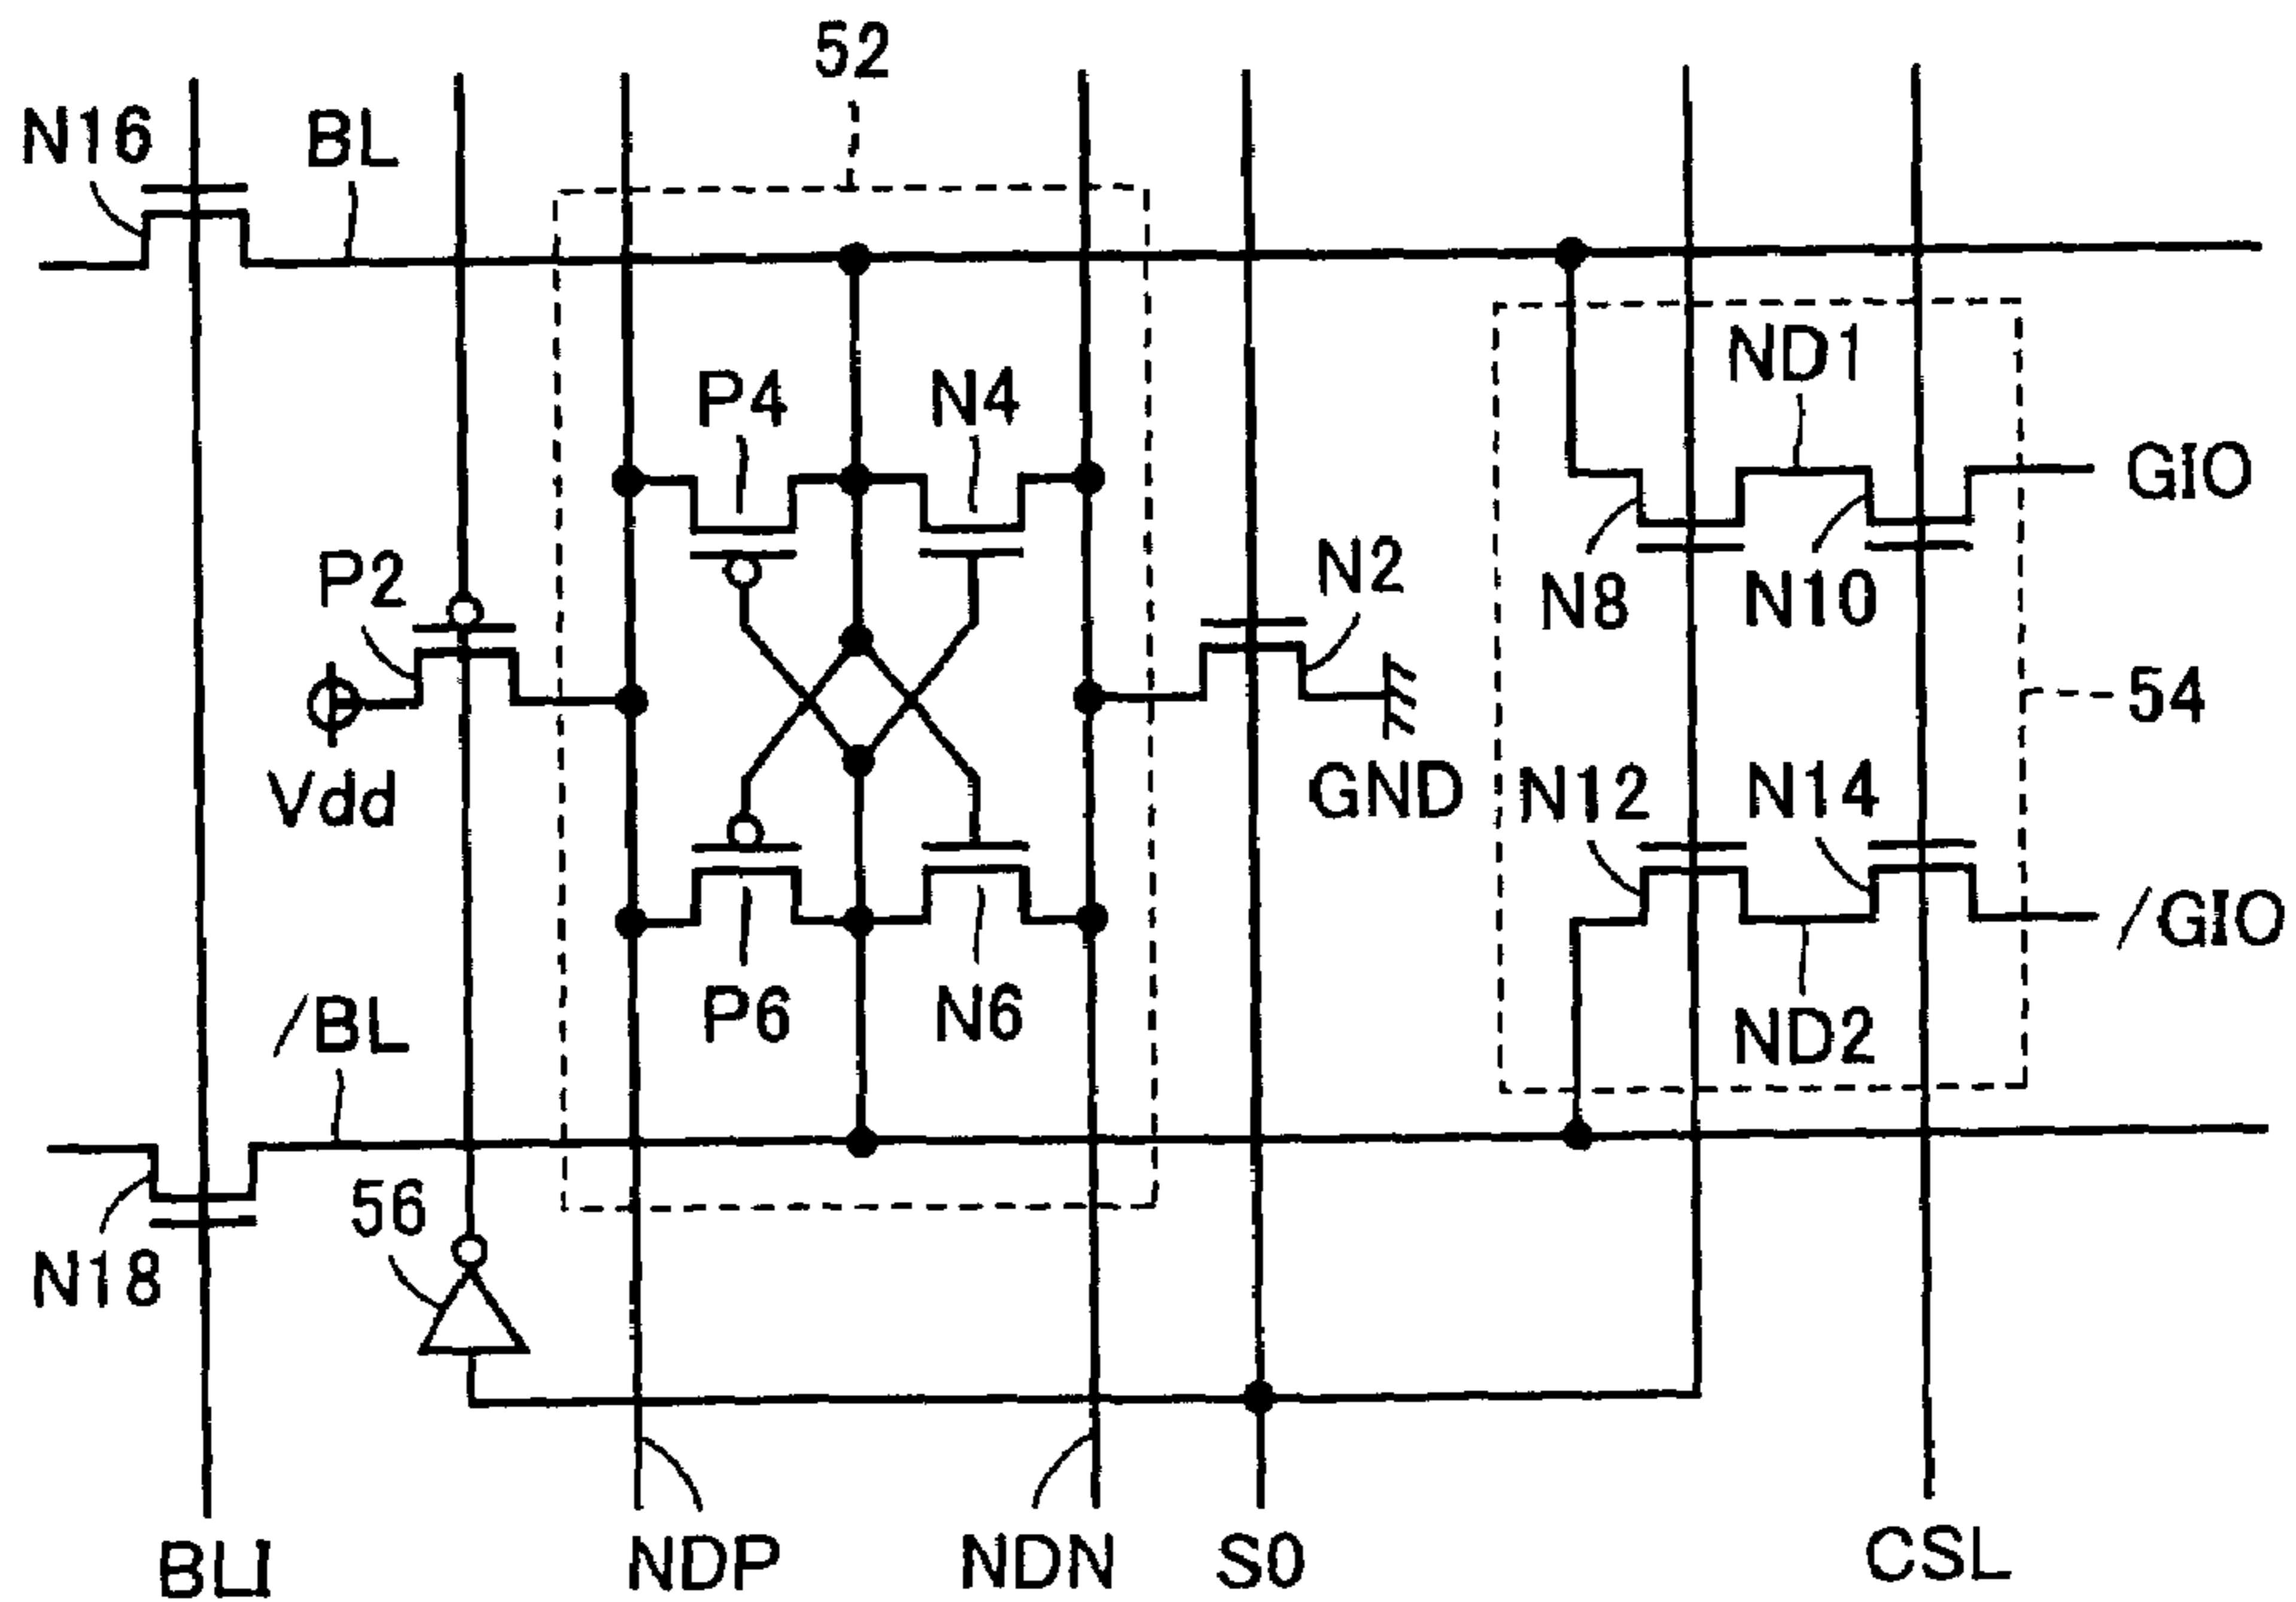 52
N16
BL
ND1
P4
N4
GIO
P2
N2
N8
N10
54
Vdd
GND
N12
N14
/GIO
P6
N6
/BL
ND2
56
N18
BLI
NDP
NDN
S0
CSL